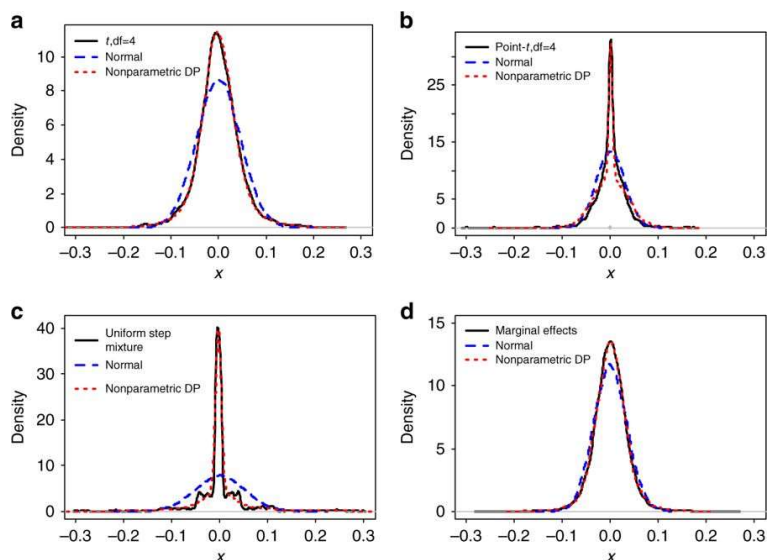 a
t,df=4
Normal
Nonparametric DP
10
8
6
4
2
0
Density
−0.3 −0.2 −0.1 0.0 0.1 0.2 0.3
x
b
Point-t,df=4
Normal
Nonparametric DP
25
15
5
0
Density
−0.3 −0.2 −0.1 0.0 0.1 0.2 0.3
x
c
Uniform step
mixture
Normal
Nonparametric DP
40
30
20
10
0
Density
−0.3 −0.2 −0.1 0.0 0.1 0.2 0.3
x
d
Marginal effects
Normal
Nonparametric DP
15
10
5
0
Density
−0.3 −0.2 −0.1 0.0 0.1 0.2 0.3
x